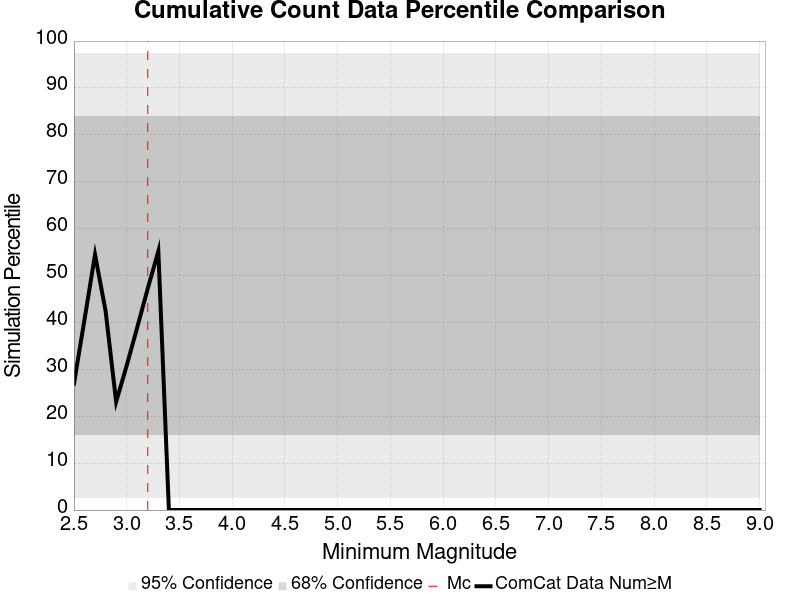 Cumulative Count Data Percentile Comparison
100
90
80
70
60
50
40
30
20
10
0
Simulation Percentile
2.5 3.0 3.5 4.0 4.5 5.0 5.5 6.0 6.5 7.0 7.5 8.0 8.5 9.0
Minimum Magnitude
95% Confidence 68% Confidence Mc ComCat Data Num≥M